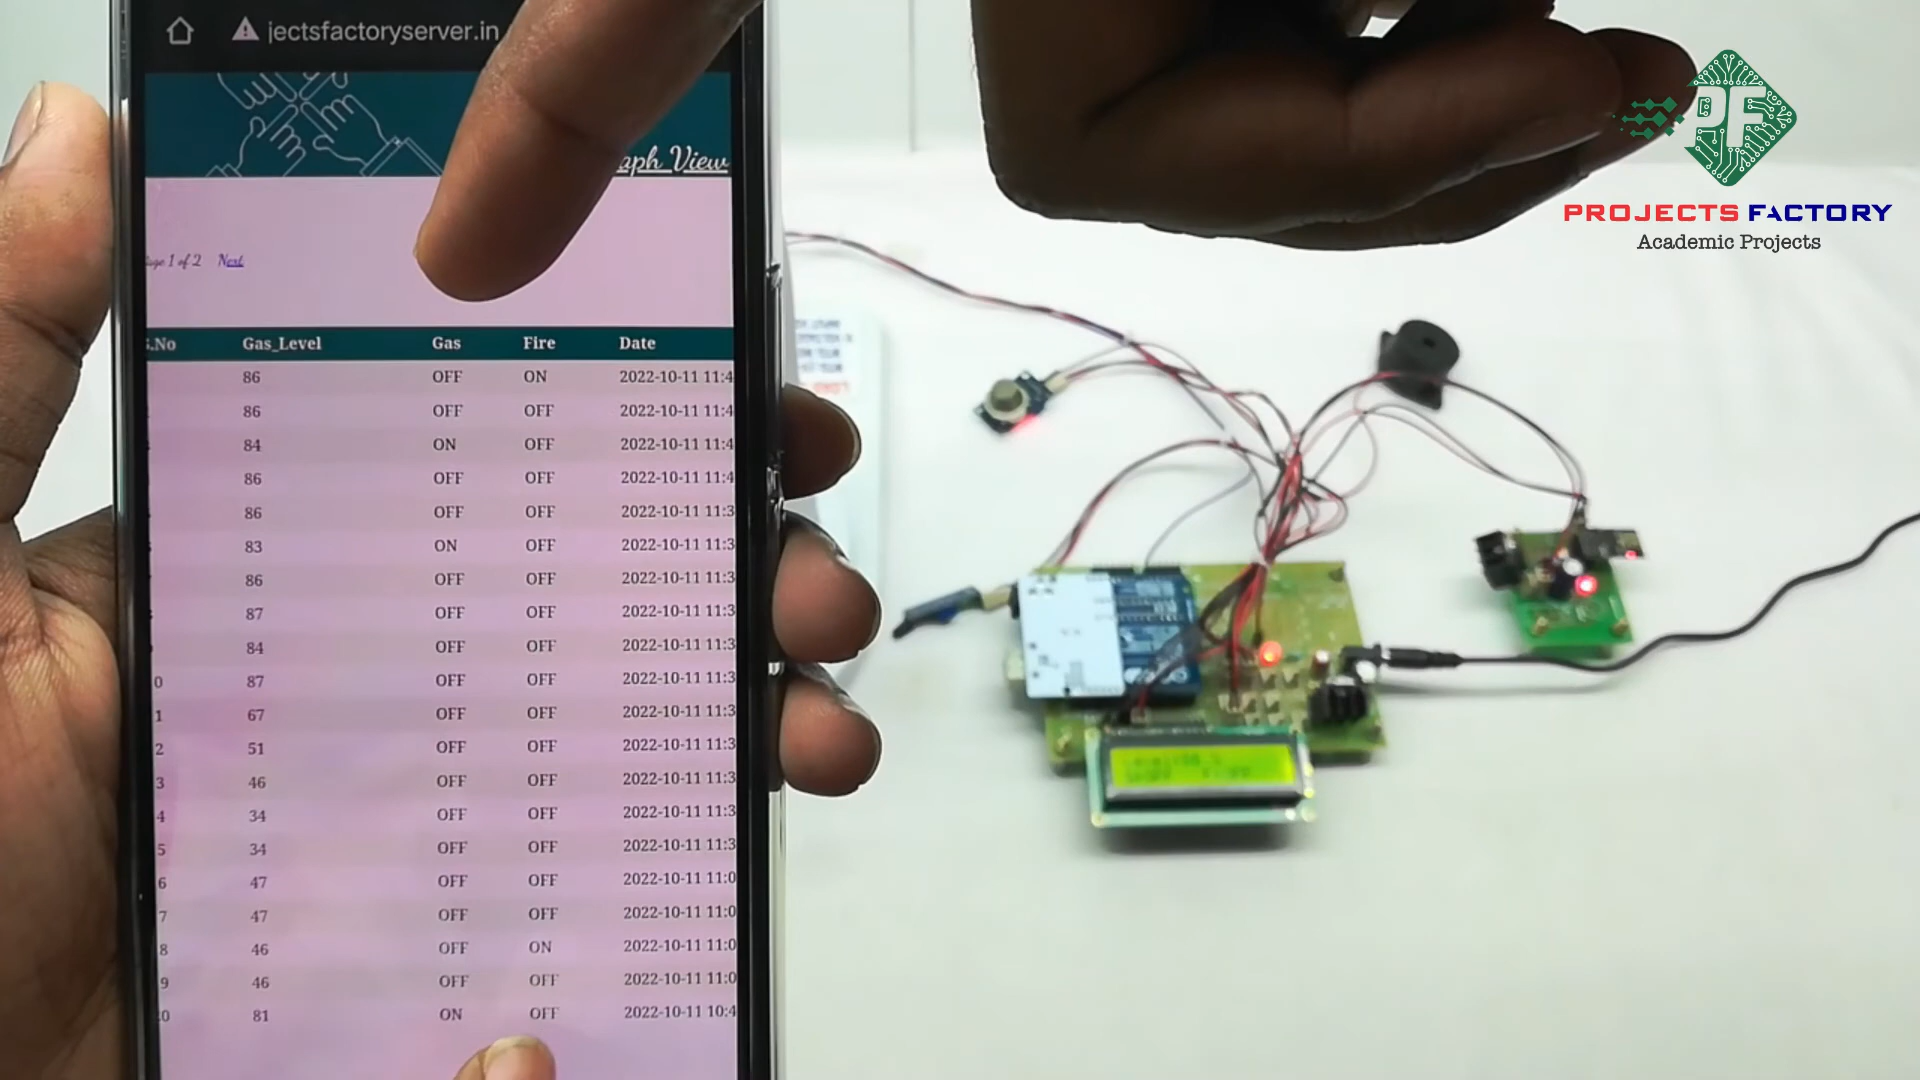 jectsfactoryserver.in
aph View
age 1 of 2 Next
S.No Gas_Level Gas Fire Date
86 OFF ON 2022-10-11 11:4
86 OFF OFF 2022-10-11 11:4
84 ON OFF 2022-10-11 11:4
86 OFF OFF 2022-10-11 11:4
86 OFF OFF 2022-10-11 11:3
83 ON OFF 2022-10-11 11:3
86 OFF OFF 2022-10-11 11:3
87 OFF OFF 2022-10-11 11:3
84 OFF OFF 2022-10-11 11:3
0 87 OFF OFF 2022-10-11 11:3
1 67 OFF OFF 2022-10-11 11:3
2 51 OFF OFF 2022-10-11 11:3
3 46 OFF OFF 2022-10-11 11:3
4 34 OFF OFF 2022-10-11 11:3
5 34 OFF OFF 2022-10-11 11:3
6 47 OFF OFF 2022-10-11 11:0
7 47 OFF OFF 2022-10-11 11:0
8 46 OFF ON 2022-10-11 11:0
9 46 OFF OFF 2022-10-11 11:0
0 81 ON OFF 2022-10-11 10:4
PF
PROJECTS FACTORY
Academic Projects